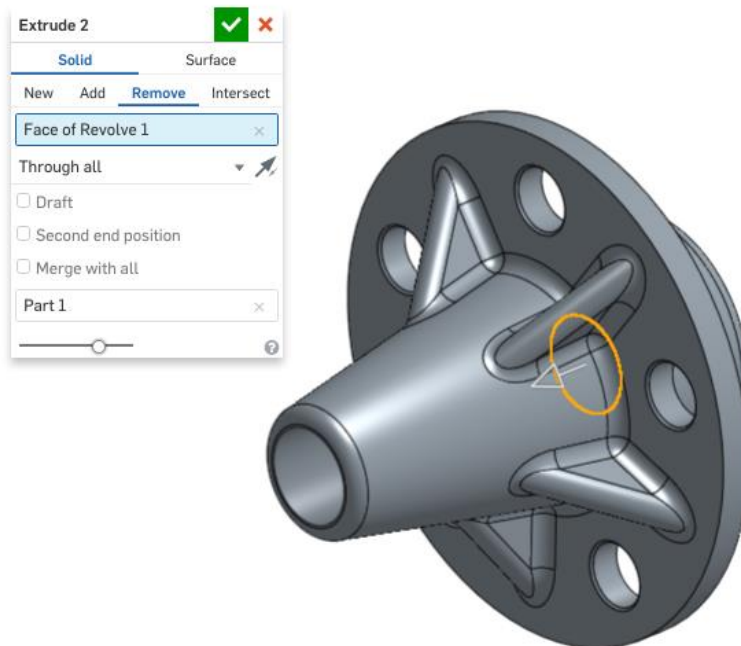 Extrude 2
Solid Surface
New Add Remove Intersect
Face of Revolve 1
Through all
Draft
Second end position
Merge with all
Part 1